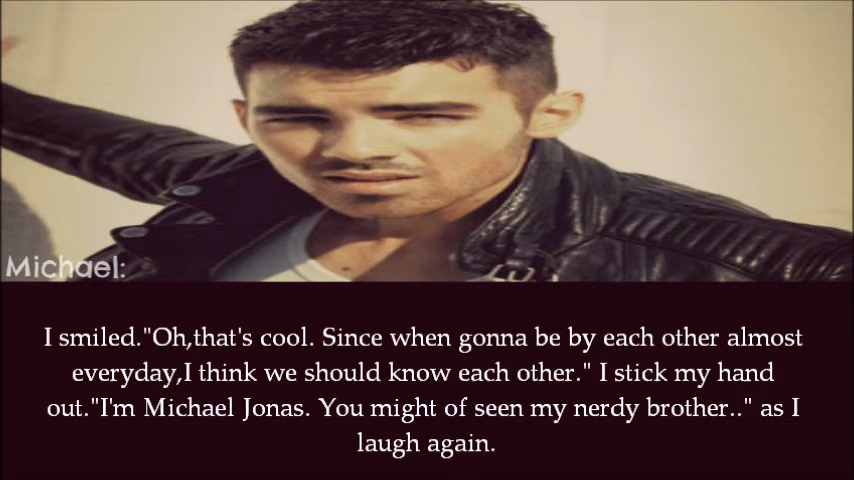 Michael:
I smiled."Oh,that's cool. Since when gonna be by each other almost
everyday,I think we should know each other." I stick my hand
out."I'm Michael Jonas. You might of seen my nerdy brother.." as I
laugh again.